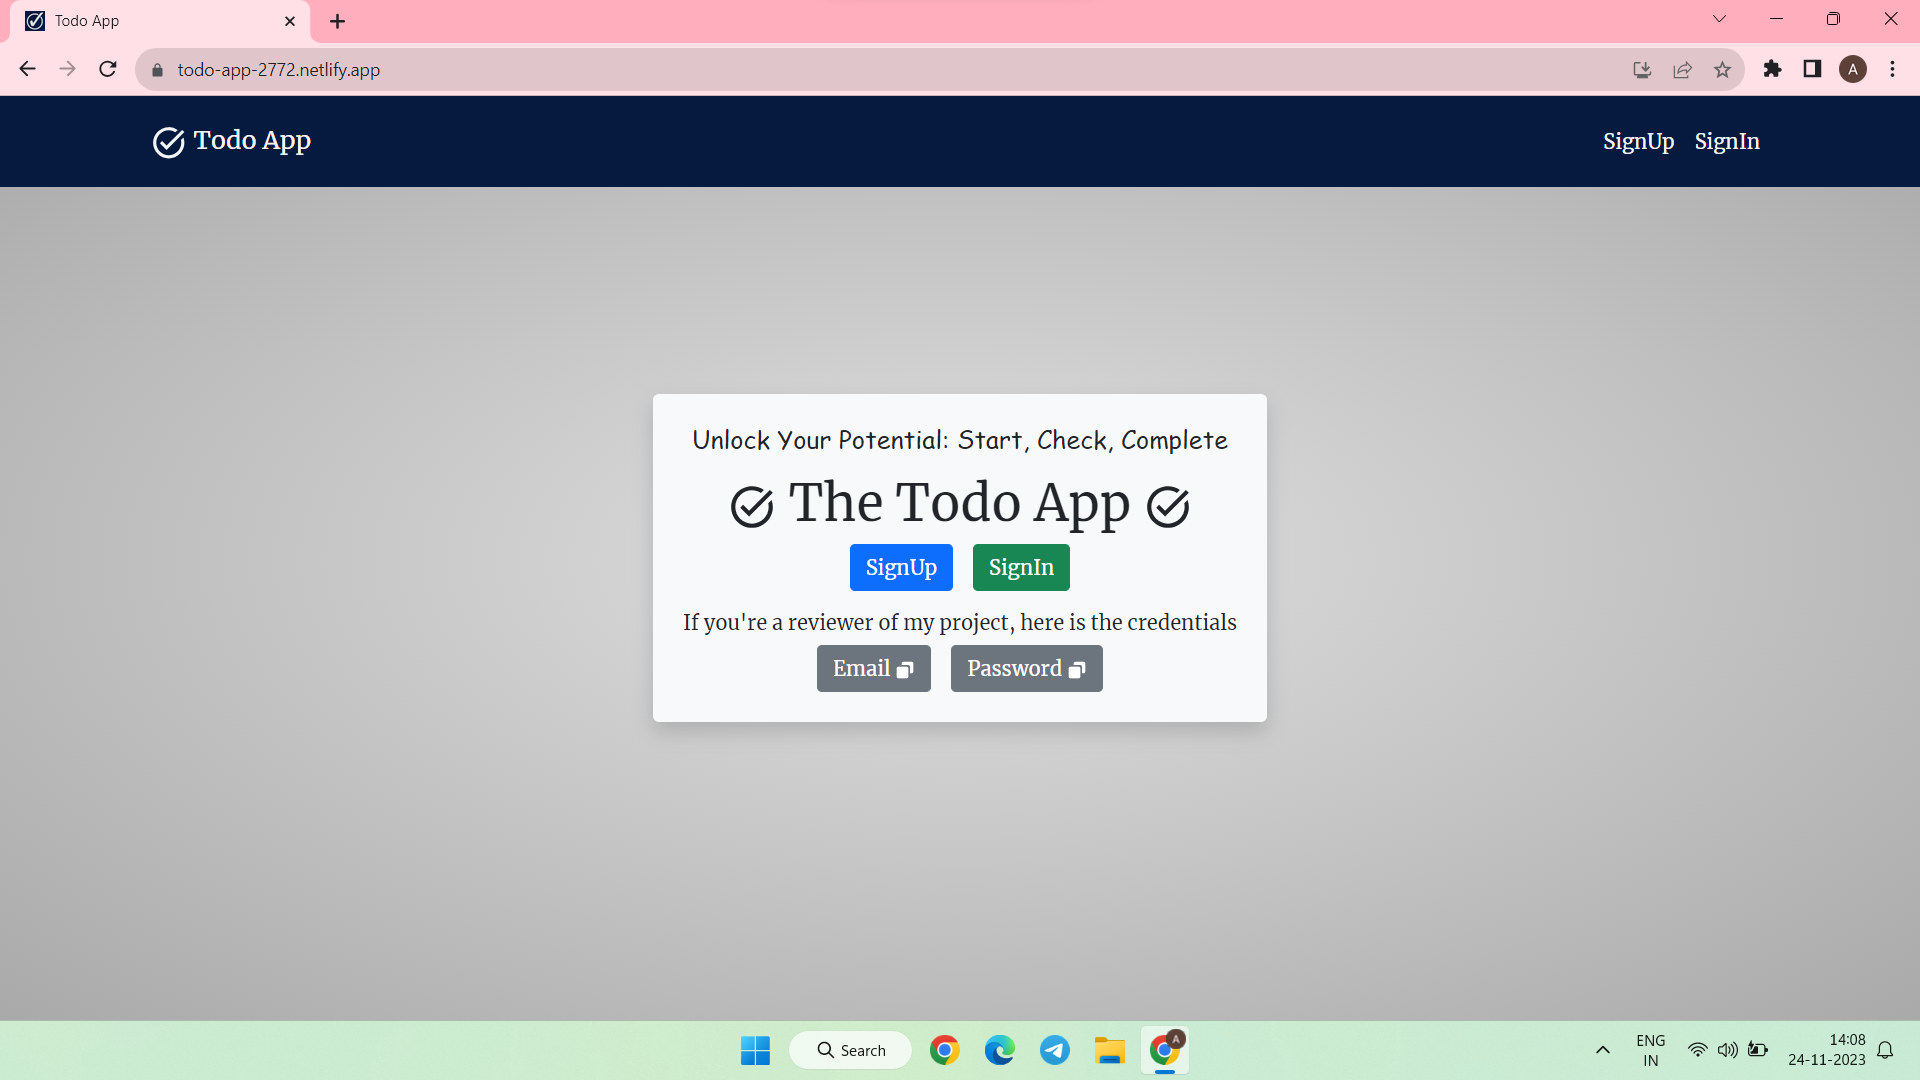 Todo App
todo-app-2772.netlify.app
A
Todo App
SignUp SignIn
Unlock Your Potential: Start, Check, Complete
The Todo App
SignUp SignIn
If you're a reviewer of my project, here is the credentials
Email Password
Search
A
ENG
IN
14:08
24-11-2023